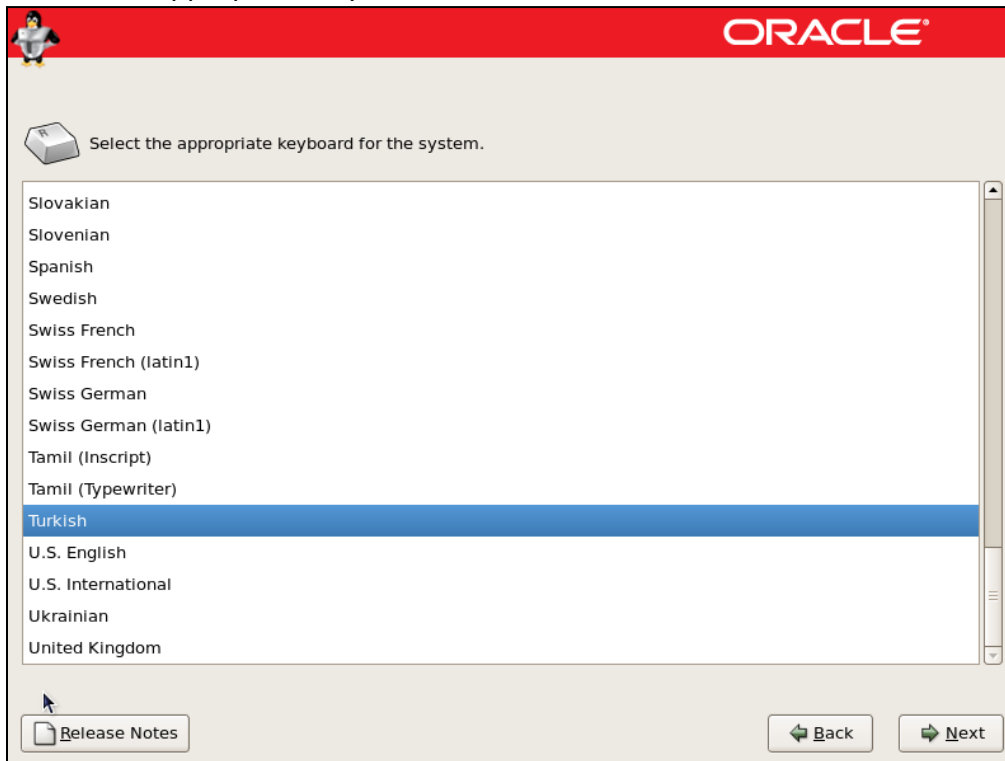 ORACLE®
Select the appropriate keyboard for the system.
Slovakian
Slovenian
Spanish
Swedish
Swiss French
Swiss French (latin1)
Swiss German
Swiss German (latin1)
Tamil (Inscript)
Tamil (Typewriter)
Turkish
U.S. English
U.S. International
Ukrainian
United Kingdom
Release Notes
Back
Next